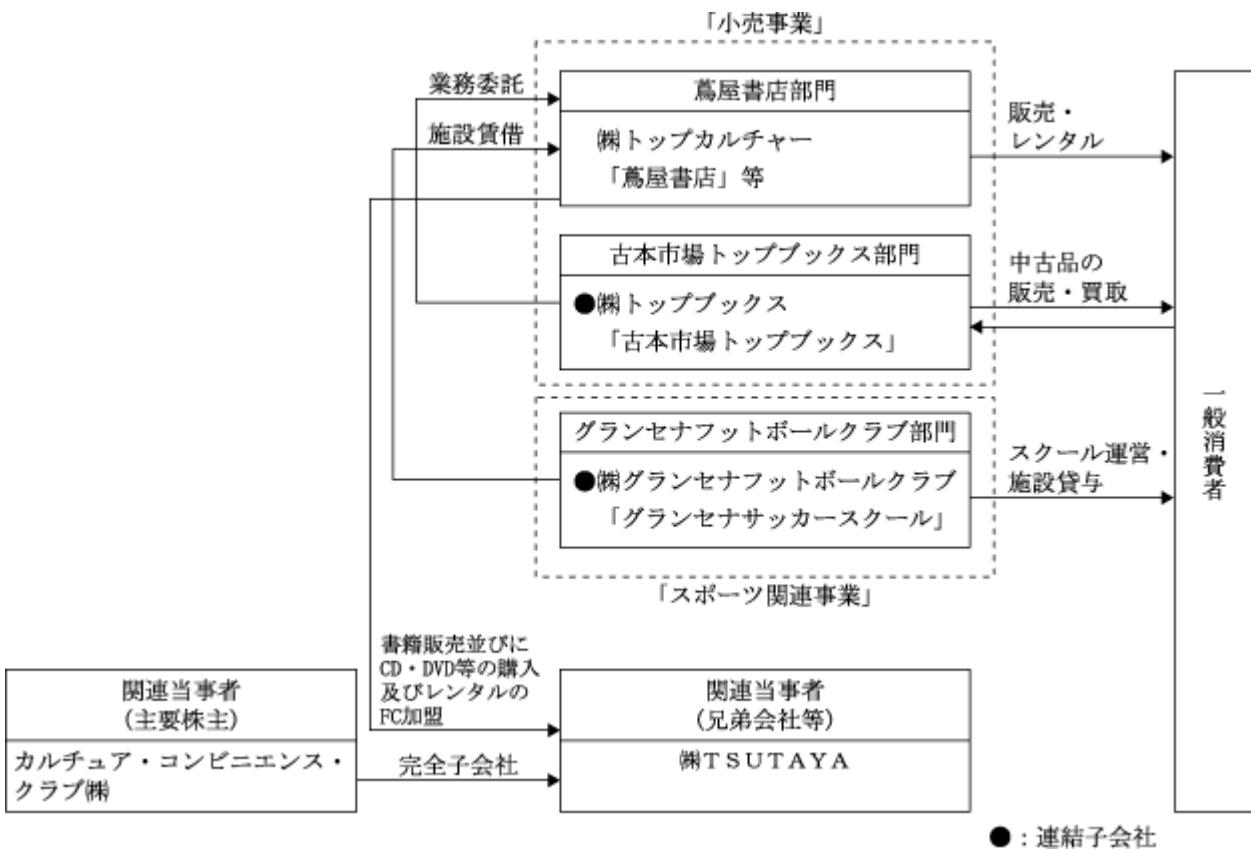 「小売事業」
業務委託
施設賃借
蔦屋書店部門
㈱トップカルチャー
「蔦屋書店」等
販売・
レンタル
古本市場トップブックス部門
●㈱トップブックス
「古本市場トップブックス」
中古品の
販売・買取
グランセナフットボールクラブ部門
●㈱グランセナフットボールクラブ
「グランセナサッカースクール」
スクール運営・
施設貸与
一般消費者
「スポーツ関連事業」
書籍販売並びに
CD・DVD等の購入
及びレンタルの
FC加盟
関連当事者
(主要株主)
カルチュア・コンビニエンス・
クラブ㈱
完全子会社
関連当事者
(兄弟会社等)
㈱ＴＳＵＴＡＹＡ
●：連結子会社